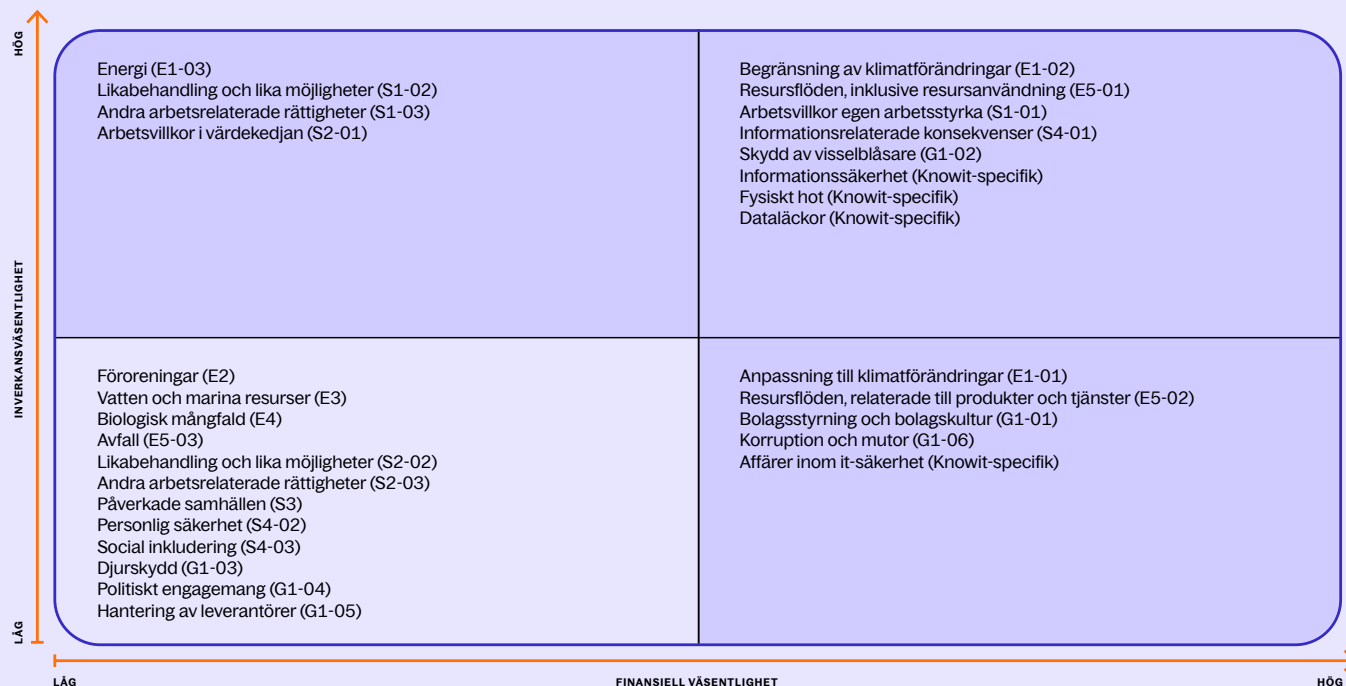 HÖG
INVERKANSVÄSENTLIGHET
LÅG
Energi (E1-03)
Likabehandling och lika möjligheter (S1-02)
Andra arbetsrelaterade rättigheter (S1-03)
Arbetsvillkor i värdekedjan (S2-01)
Begränsning av klimatförändringar (E1-02)
Resursflöden, inklusive resursanvändning (E5-01)
Arbetsvillkor egen arbetsstyrka (S1-01)
Informationsrelaterade konsekvenser (S4-01)
Skydd av visselblåsare (G1-02)
Informationssäkerhet (Knowit-specifik)
Fysiskt hot (Knowit-specifik)
Dataläckor (Knowit-specifik)
Föroreningar (E2)
Vatten och marina resurser (E3)
Biologisk mångfald (E4)
Avfall (E5-03)
Likabehandling och lika möjligheter (S2-02)
Andra arbetsrelaterade rättigheter (S2-03)
Påverkade samhällen (S3)
Personlig säkerhet (S4-02)
Social inkludering (S4-03)
Djurskydd (G1-03)
Politiskt engagemang (G1-04)
Hantering av leverantörer (G1-05)
Anpassning till klimatförändringar (E1-01)
Resursflöden, relaterade till produkter och tjänster (E5-02)
Bolagsstyrning och bolagskultur (G1-01)
Korruption och mutor (G1-06)
Affärer inom it-säkerhet (Knowit-specifik)
LÅG
FINANSIELL VÄSENTLIGHET
HÖG